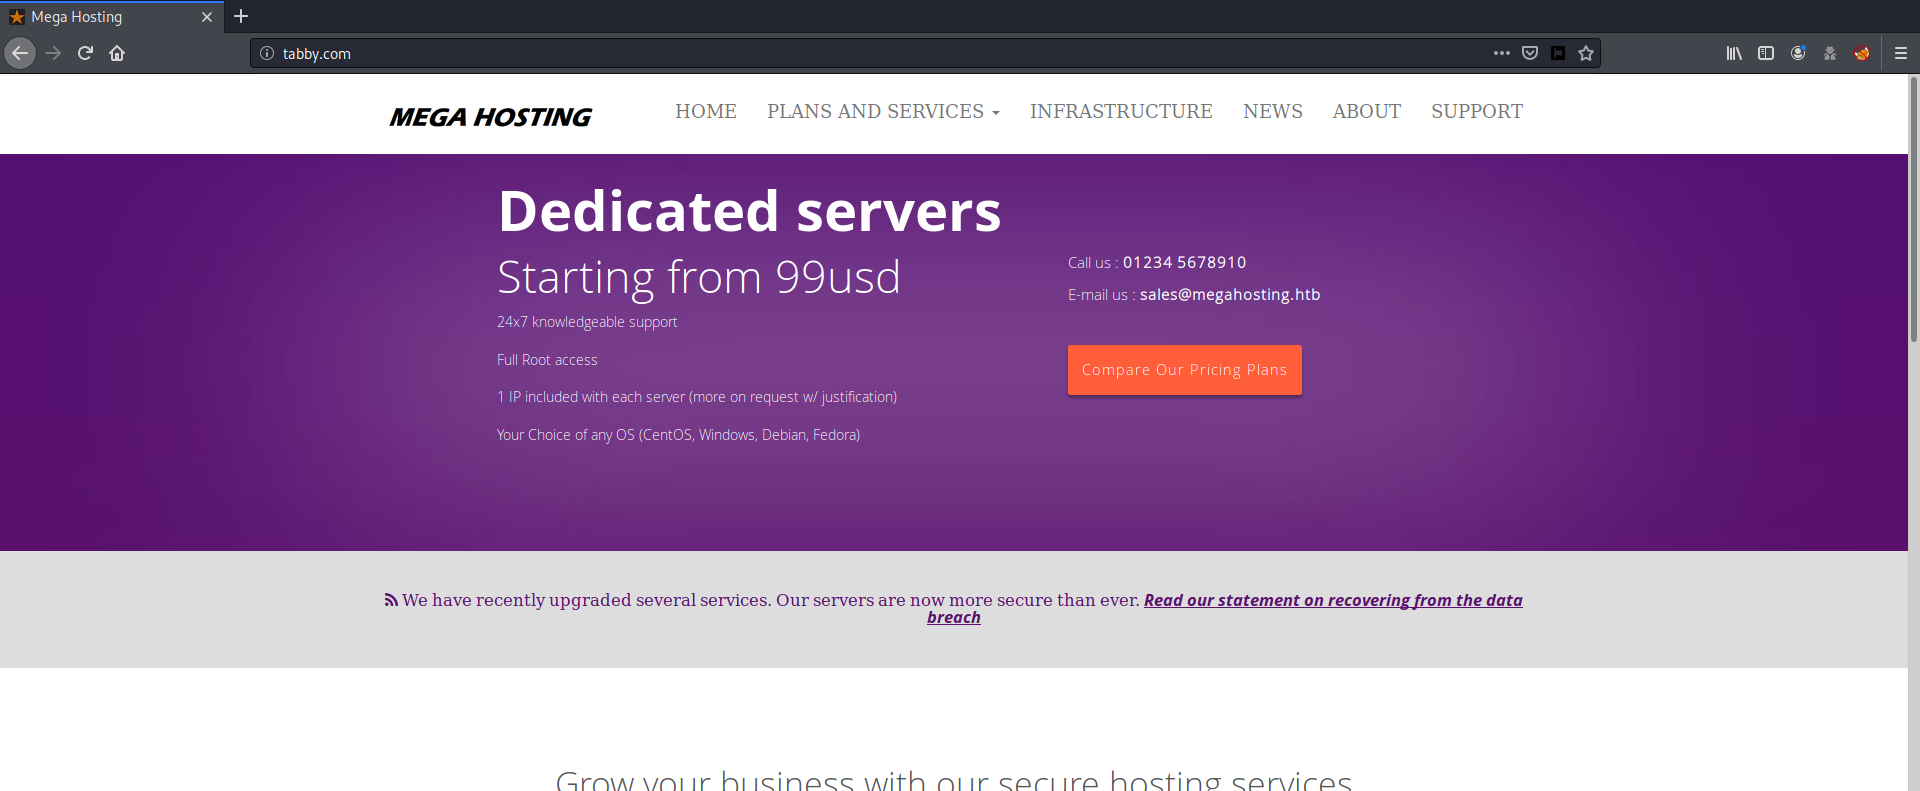 Mega Hosting
tabby.com
MEGA HOSTING
HOME PLANS AND SERVICES INFRASTRUCTURE NEWS ABOUT SUPPORT
Dedicated servers
Starting from 99usd
24x7 knowledgeable support
Full Root access
1 IP included with each server (more on request w/ justification)
Your Choice of any OS (CentOS, Windows, Debian, Fedora)
Call us : 01234 5678910
E-mail us : sales@megahosting.htb
Compare Our Pricing Plans
We have recently upgraded several services. Our servers are now more secure than ever. Read our statement on recovering from the data
breach
Grow your business with our secure hosting services